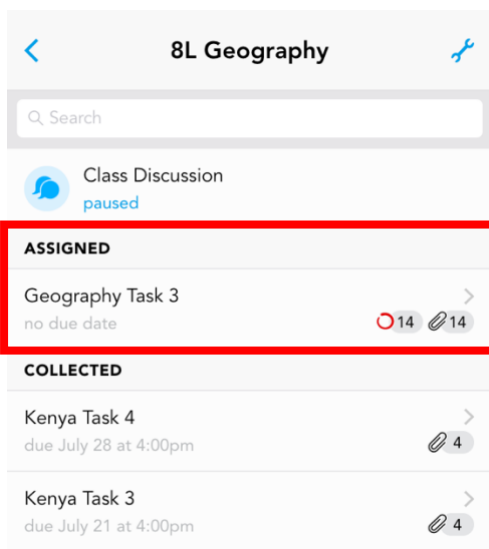 8L Geography
Search
Class Discussion
paused
ASSIGNED
Geography Task 3
no due date
14 14
COLLECTED
Kenya Task 4
due July 28 at 4:00pm
4
Kenya Task 3
due July 21 at 4:00pm
4